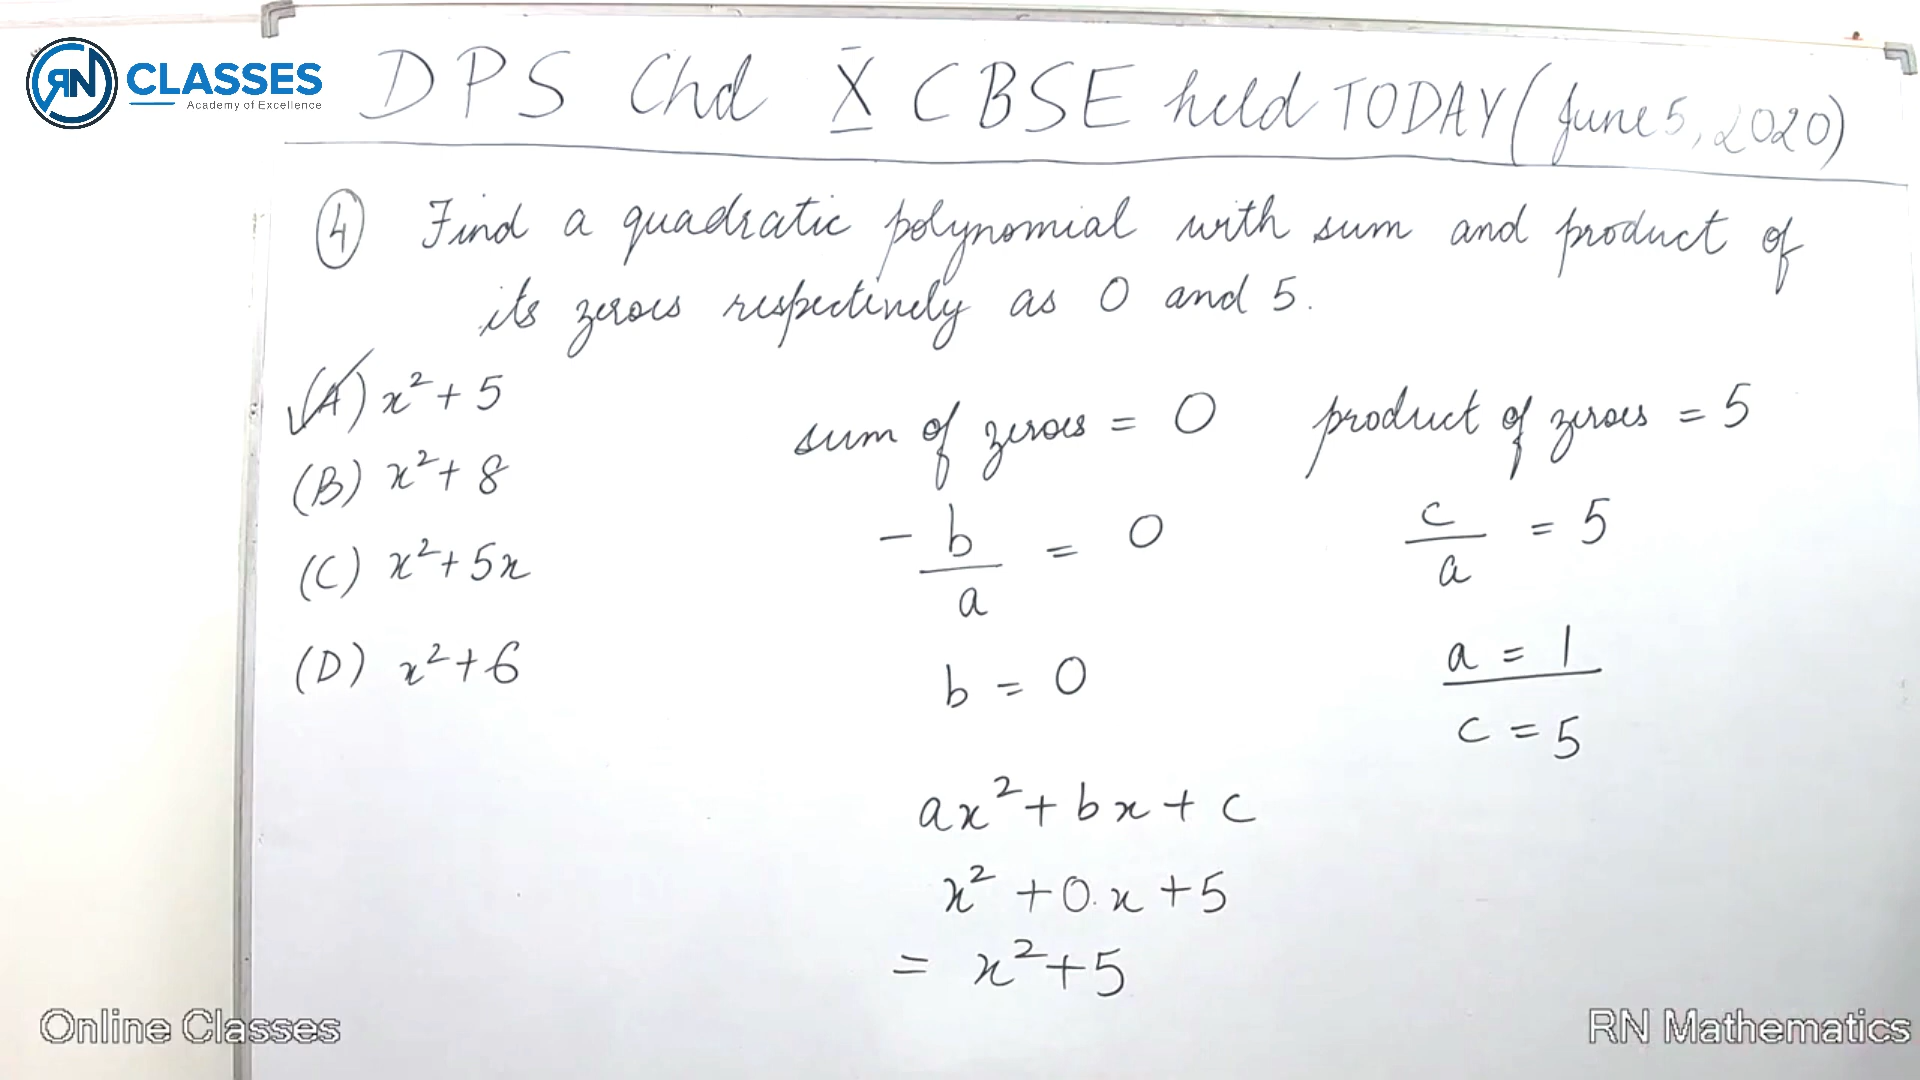 RN CLASSES
Academy of Excellence
DPS Chd X CBSE held TODAY (June 5, 2020)
④ Find a quadratic polynomial with sum and product of
its zeroes respectively as 0 and 5.
(A) x² + 5
(B) x² + 8
(C) x² + 5x
(D) x² + 6
sum of zeroes = 0
-b/a = 0
b = 0
product of zeroes = 5
c/a = 5
a = 1
c = 5
ax² + bx + c
x² + 0.x + 5
= x² + 5
Online Classes
RN Mathematics